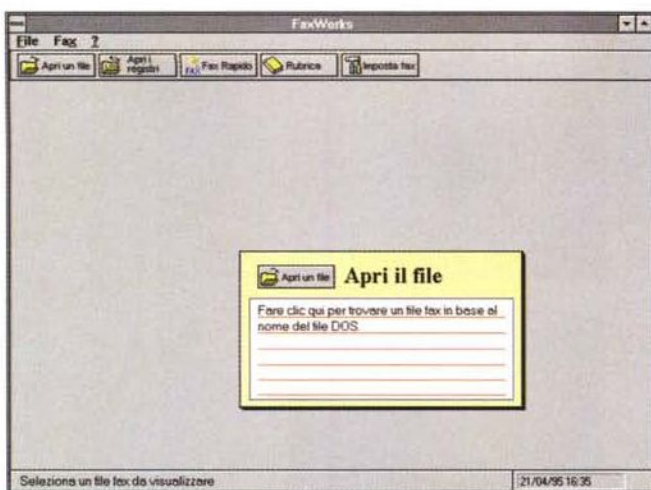 FaxWorks
File Fax ?
Apri un file Apri i registri Fax Rapido Rubrica Imposta fax
Apri un file Apri il file
Fare clic qui per trovare un file fax in base al
nome del file DOS.
Seleziona un file fax da visualizzare 21/04/95 16:35